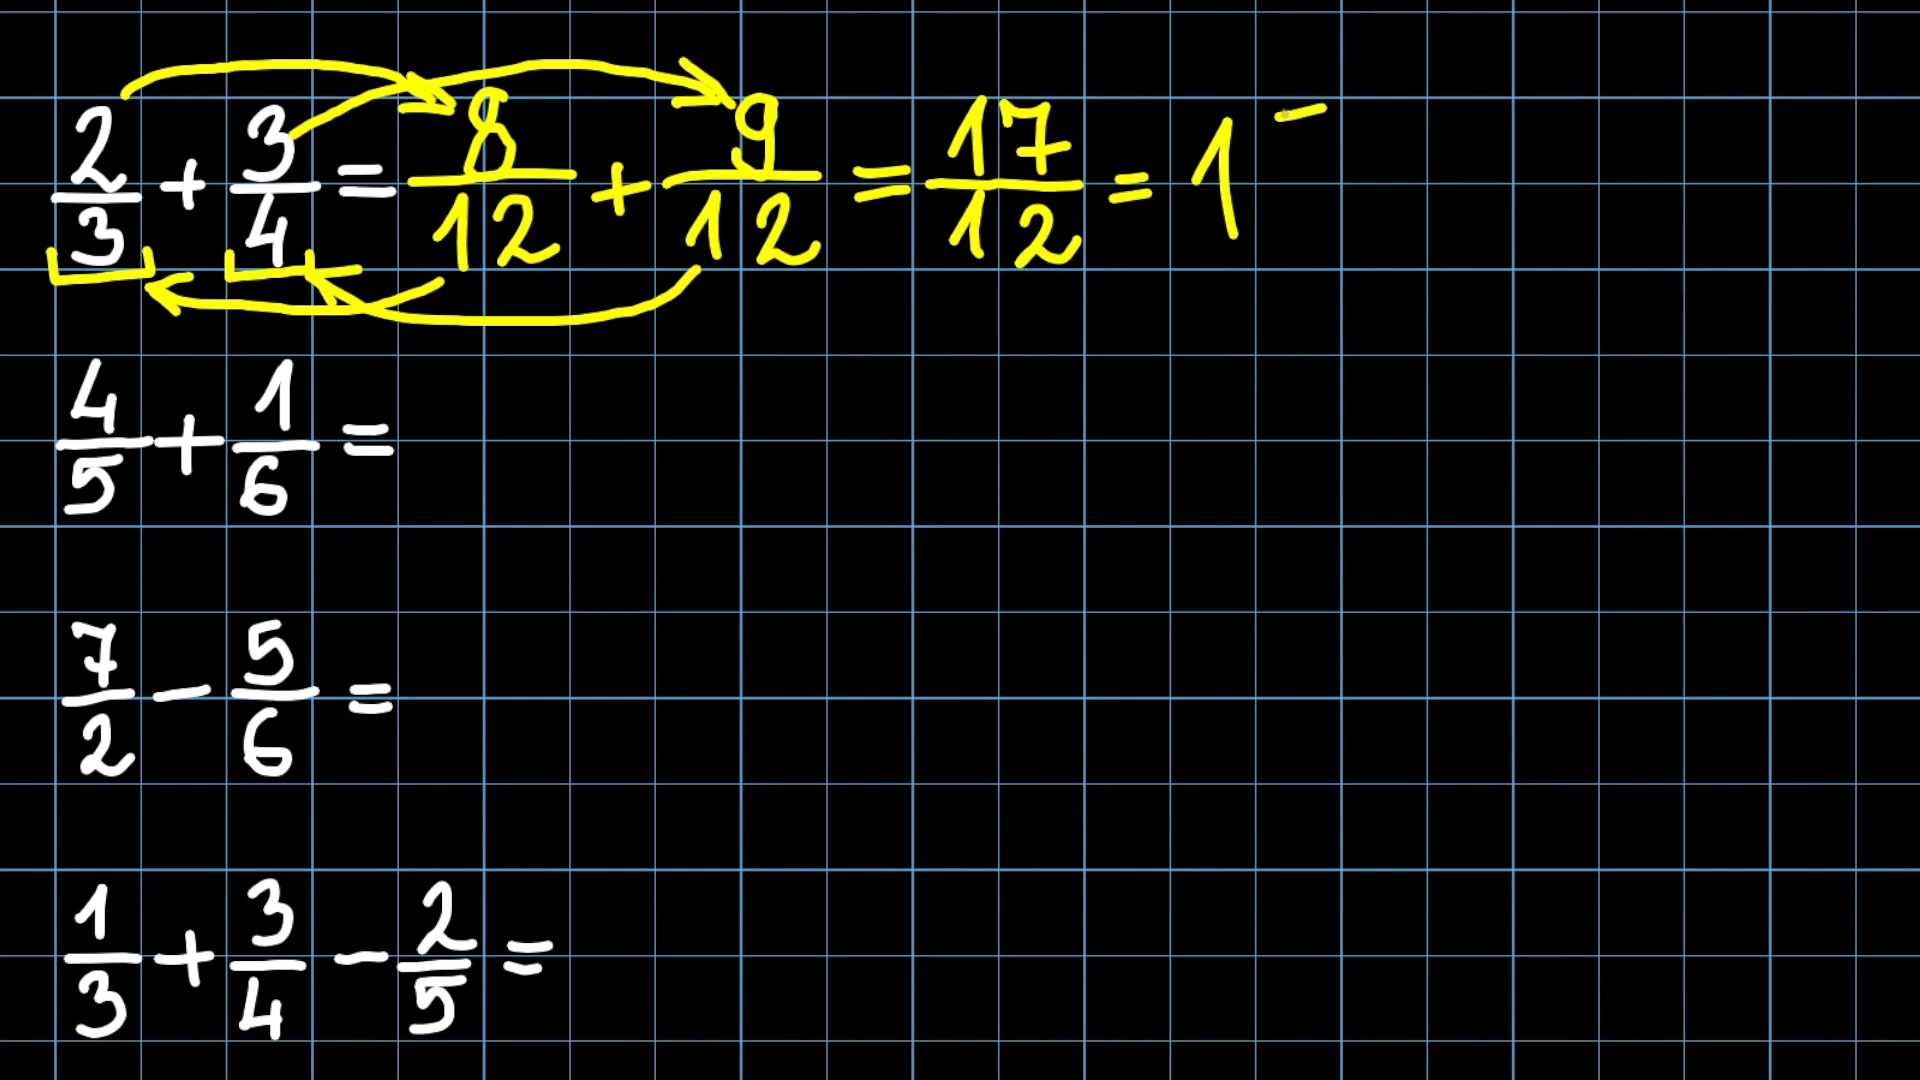 2/3 + 3/4 = 8/12 + 9/12 = 17/12 = 1
4/5 + 1/6 =
7/2 - 5/6 =
1/3 + 3/4 - 2/5 =